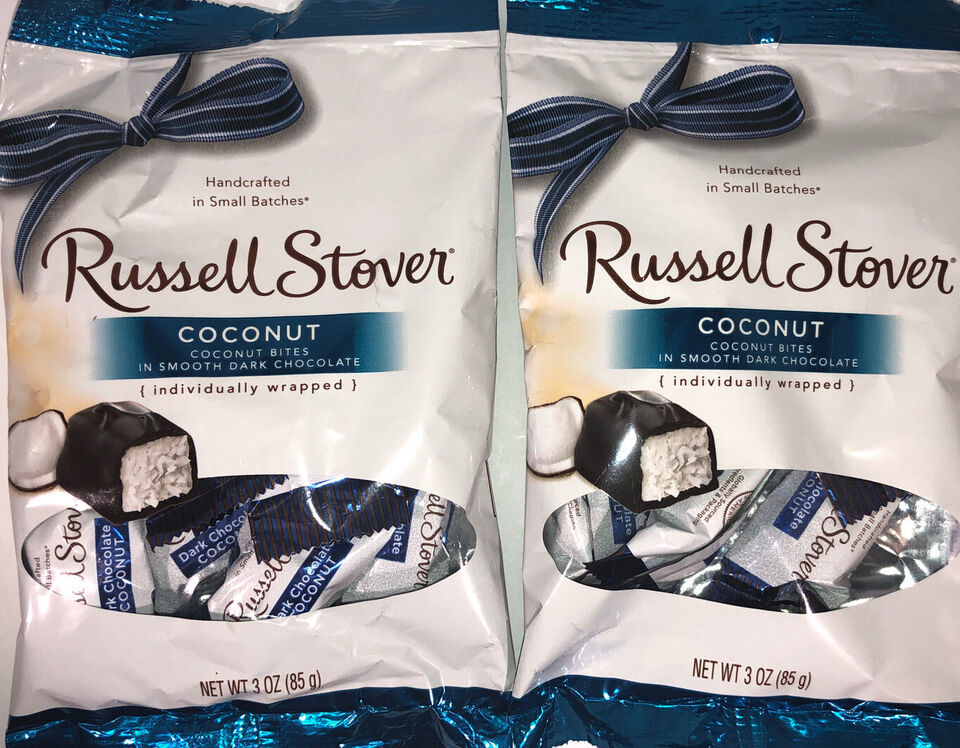 Handcrafted
in Small Batches®
Russell Stover®
COCONUT
COCONUT BITES
IN SMOOTH DARK CHOCOLATE
{ individually wrapped }
Dark Chocolate
COCONUT
Russell
Dark Chocolate
COCONUT
NET WT 3 OZ (85 g)
Handcrafted
in Small Batches®
Russell Stover®
COCONUT
COCONUT BITES
IN SMOOTH DARK CHOCOLATE
{ individually wrapped }
Globally Sourced
Stover
NET WT 3 OZ (85 g)